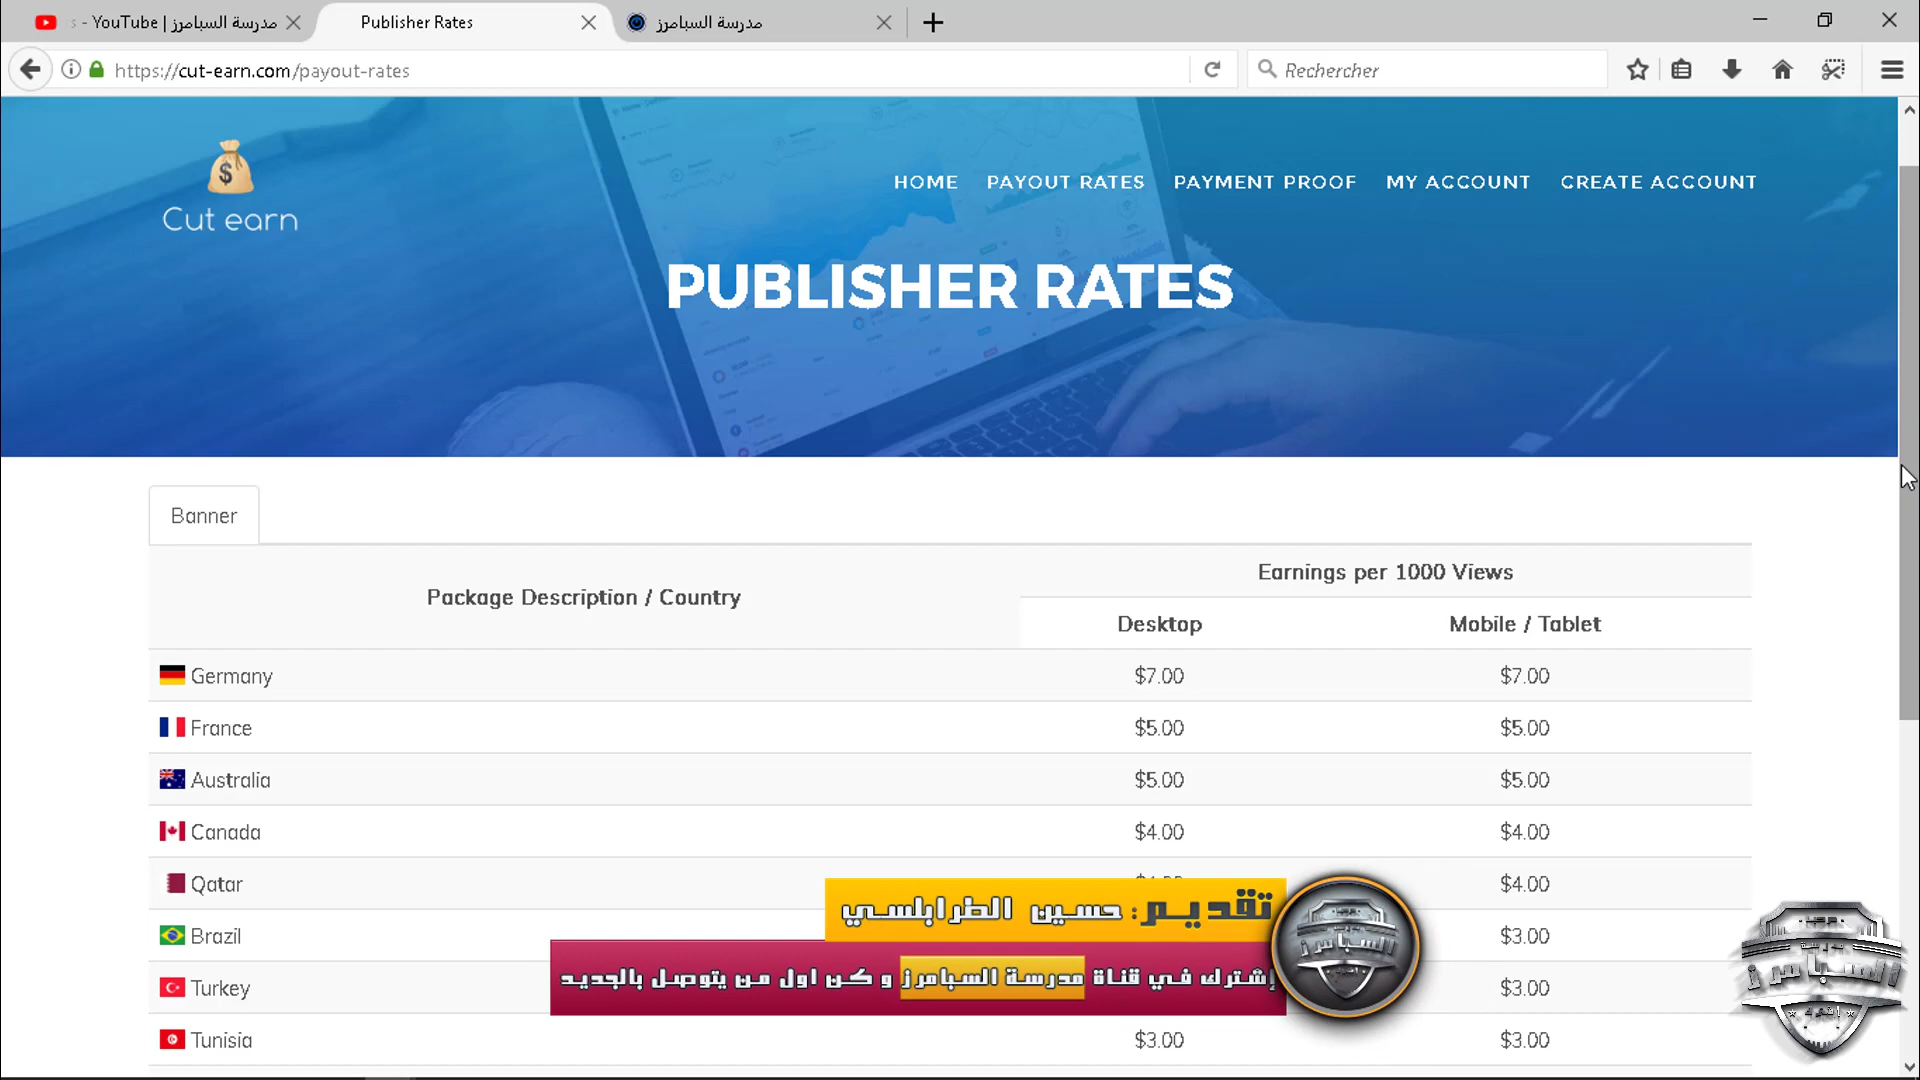 s - YouTube | مدرسة السبامرز
Publisher Rates
مدرسة السبامرز
https://cut-earn.com/payout-rates
Rechercher
Cut earn
HOME PAYOUT RATES PAYMENT PROOF MY ACCOUNT CREATE ACCOUNT
PUBLISHER RATES
Banner
Package Description / Country
Earnings per 1000 Views
Desktop Mobile / Tablet
Germany $7.00 $7.00
France $5.00 $5.00
Australia $5.00 $5.00
Canada $4.00 $4.00
Qatar $4.00
Brazil $3.00
Turkey $3.00
Tunisia $3.00 $3.00
تقديم: حسين الطرابلسي
إشترك في قناة مدرسة السبامرز و كن اول من يتوصل بالجديد
السبامرز
السبامرز